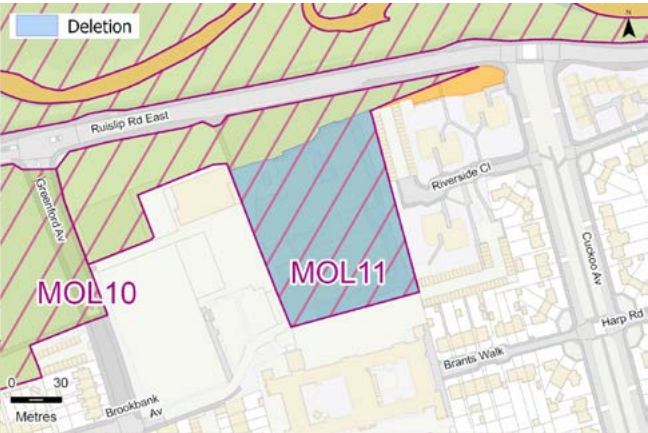 Deletion
N
Ruislip Rd East
Greenford Av
Riverside Cl
Cuckoo Av
MOL10
MOL11
Harp Rd
Brants Walk
0 30
Metres
Brookbank
Av